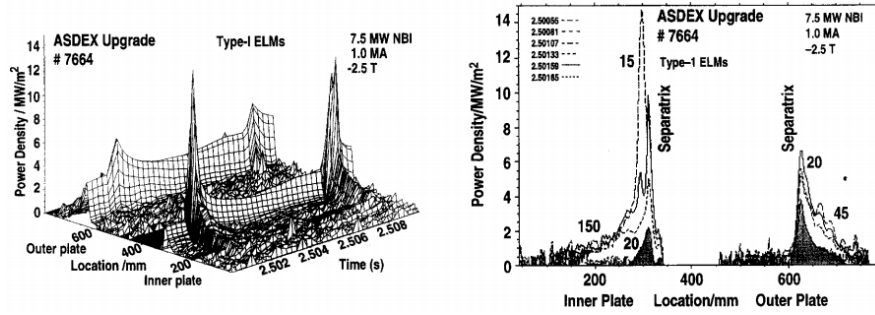 ASDEX Upgrade
# 7664
Type-I ELMs
7.5 MW NBI
1.0 MA
-2.5 T
Power Density / MW/m²
14
12
10
8
6
4
2
0
Outer plate
600
Location /mm
400
200
Inner plate
2.502
2.504
2.506
2.508
Time (s)
2.50056
2.50081
2.50107
2.50133
2.50159
2.50185
ASDEX Upgrade
# 7664
Type-1 ELMs
7.5 MW NBI
1.0 MA
-2.5 T
Power Density/MW/m²
14
12
10
8
6
4
2
0
15
Separatrix
Separatrix
150
20
20
45
200
400
600
Inner Plate
Location/mm
Outer Plate